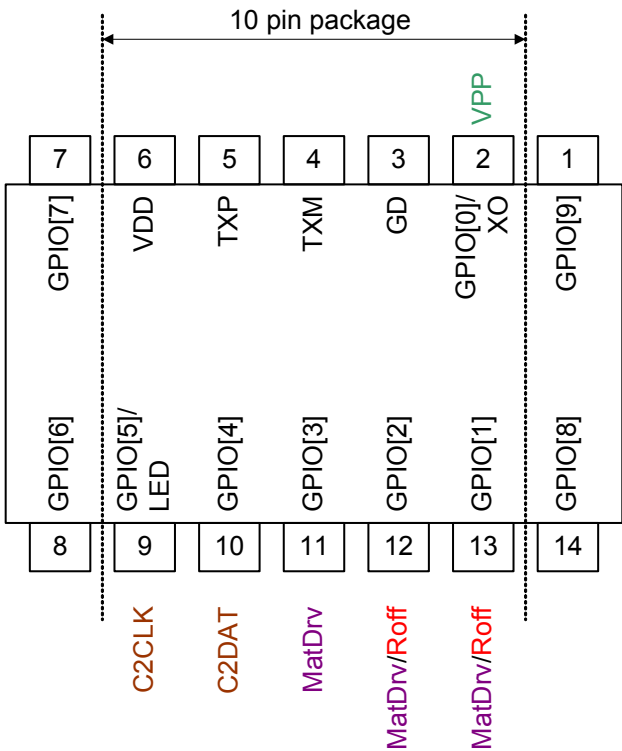 10 pin package
VPP
7
6
5
4
3
2
1
GPIO[7]
VDD
TXP
TXM
GD
GPIO[0]/
XO
GPIO[9]
GPIO[6]
GPIO[5]/
LED
GPIO[4]
GPIO[3]
GPIO[2]
GPIO[1]
GPIO[8]
8
9
10
11
12
13
14
C2CLK
C2DAT
MatDrv
MatDrv/Roff
MatDrv/Roff